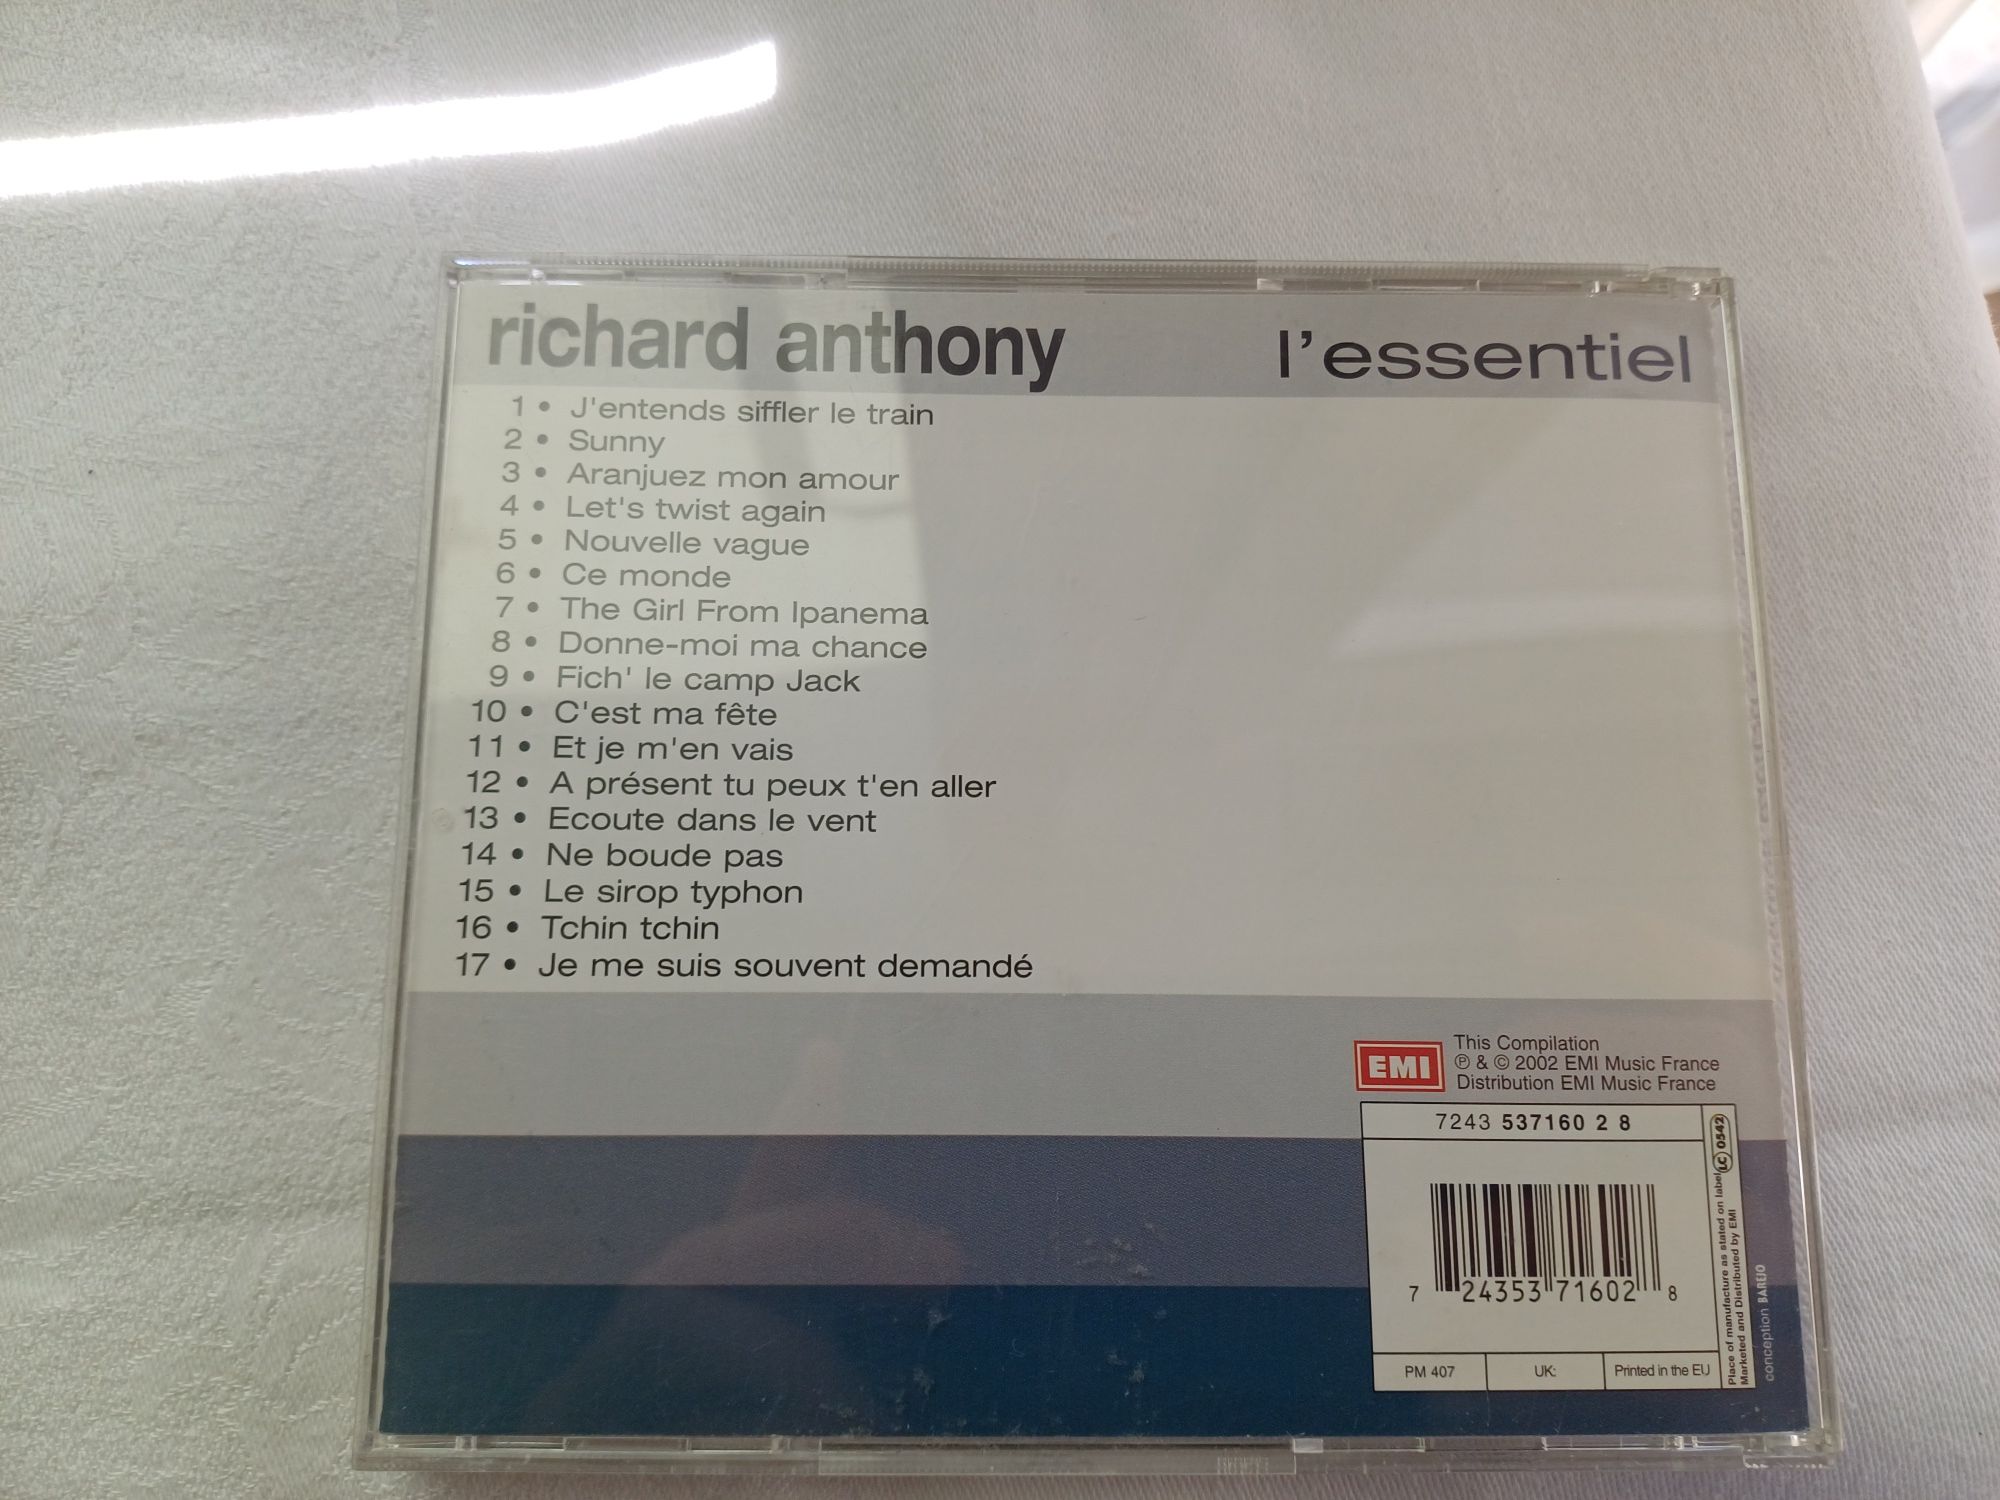 richard anthony l'essentiel
1 • J'entends siffler le train
2 • Sunny
3 • Aranjuez mon amour
4 • Let's twist again
5 • Nouvelle vague
6 • Ce monde
7 • The Girl From Ipanema
8 • Donne-moi ma chance
9 • Fich' le camp Jack
10 • C'est ma fête
11 • Et je m'en vais
12 • A présent tu peux t'en aller
13 • Ecoute dans le vent
14 • Ne boude pas
15 • Le sirop typhon
16 • Tchin tchin
17 • Je me suis souvent demandé
EMI
This Compilation
℗ & © 2002 EMI Music France
Distribution EMI Music France
7243 537160 2 8
7 24353 71602 8
PM 407
UK:
Printed in the EU
LC 0542
Place of manufacture as stated on label
Marketed and Distributed by EMI
conception BAREJO